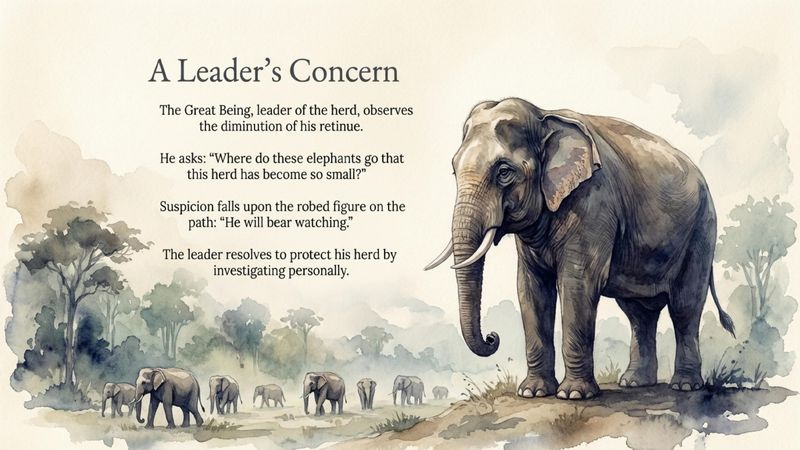 A Leader’s Concern
The Great Being, leader of the herd, observes
the diminution of his retinue.
He asks: “Where do these elephants go that
this herd has become so small?”
Suspicion falls upon the robed figure on the
path: “He will bear watching.”
The leader resolves to protect his herd by
investigating personally.